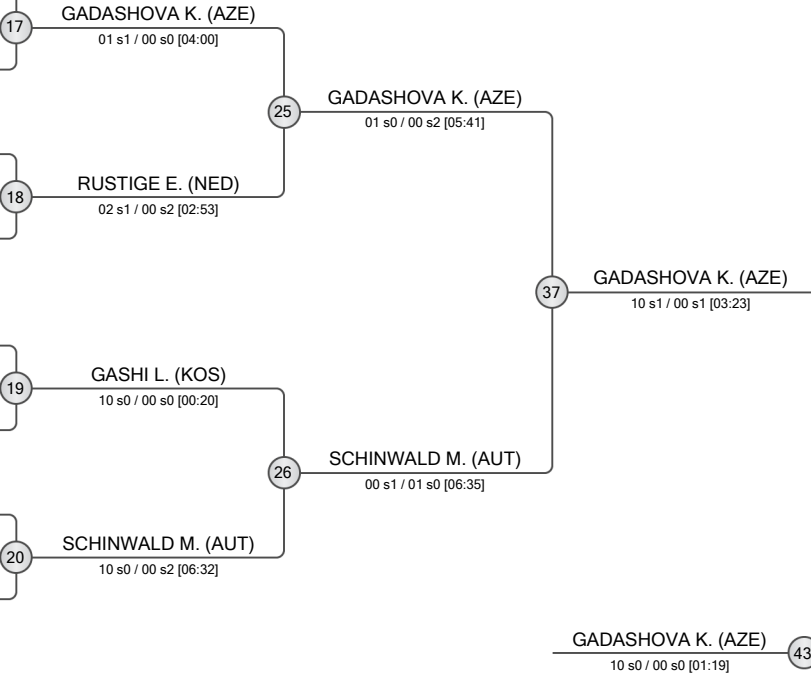 17
GADASHOVA K. (AZE)
01 s1 / 00 s0 [04:00]
25
GADASHOVA K. (AZE)
01 s0 / 00 s2 [05:41]
18
RUSTIGE E. (NED)
02 s1 / 00 s2 [02:53]
37
GADASHOVA K. (AZE)
10 s1 / 00 s1 [03:23]
19
GASHI L. (KOS)
10 s0 / 00 s0 [00:20]
26
SCHINWALD M. (AUT)
00 s1 / 01 s0 [06:35]
20
SCHINWALD M. (AUT)
10 s0 / 00 s2 [06:32]
GADASHOVA K. (AZE)
10 s0 / 00 s0 [01:19]
43